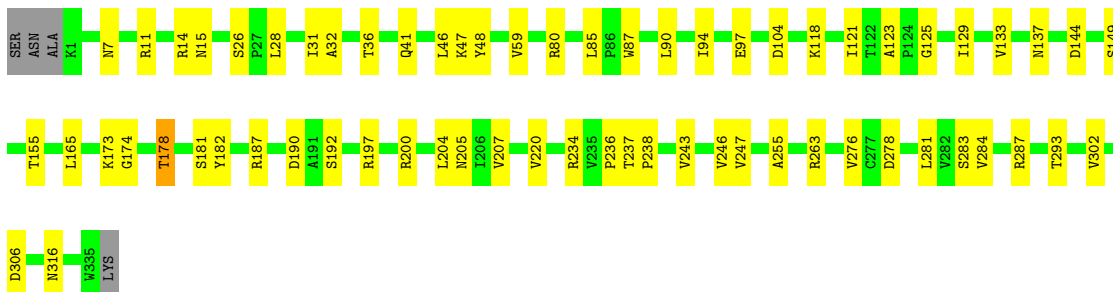 SER ASN ALA K1 N7 R11 R14 N15 S26 P27 L28 I31 A32 T36 Q41 L46 K47 Y48 V59 R80 L85 P86 W87 L90 I94 E97 D104 K118 I121 T122 A123 P124 G125 I129 V133 N137 D144 S149
T155 L165 K173 G174 T178 S181 Y182 R187 D190 A191 S192 R197 R200 L204 N205 I206 V207 V220 R234 V235 P236 T237 P238 V243 V246 V247 A255 R263 V276 C277 D278 L281 V282 S283 V284 R287 T293 V302
D306 N316 W335 LYS